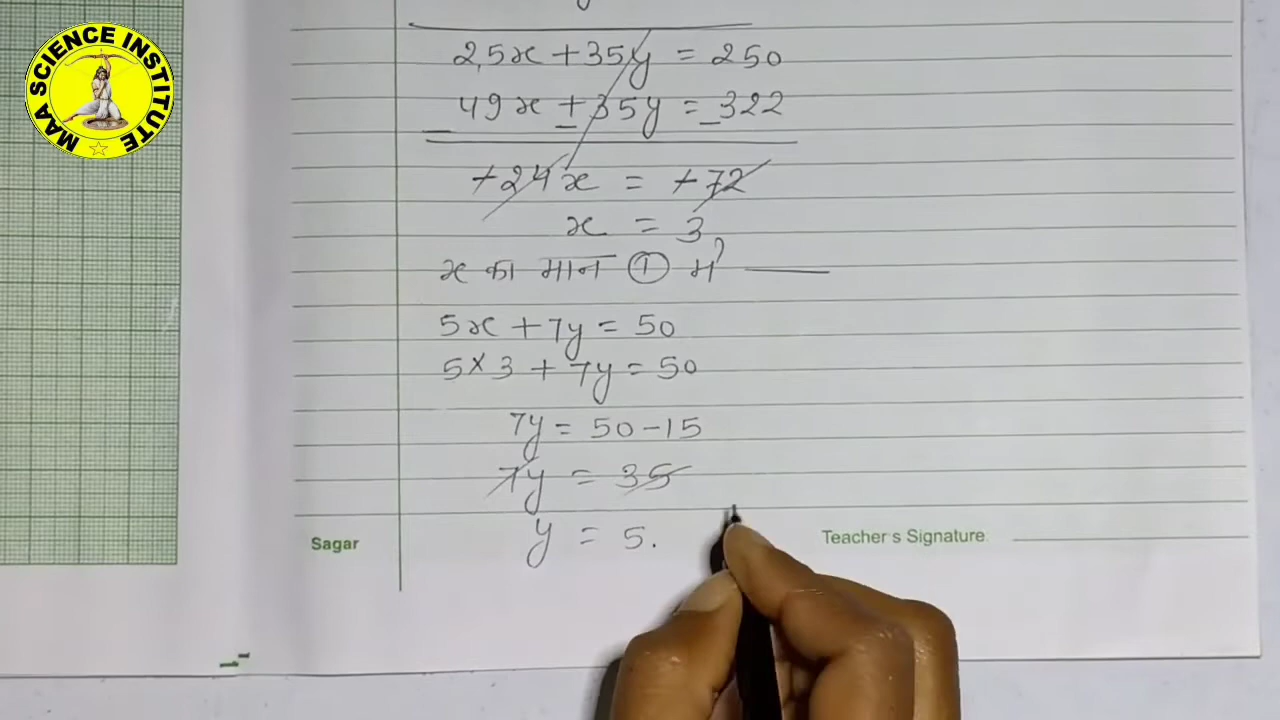 MAA SCIENCE INSTITUTE
25x + 35y = 250
49x + 35y = 322
− − −
+24x = +72
x = 3
x का मान ① में
5x + 7y = 50
5×3 + 7y = 50
7y = 50 - 15
7y = 35
y = 5.
Sagar
Teacher's Signature